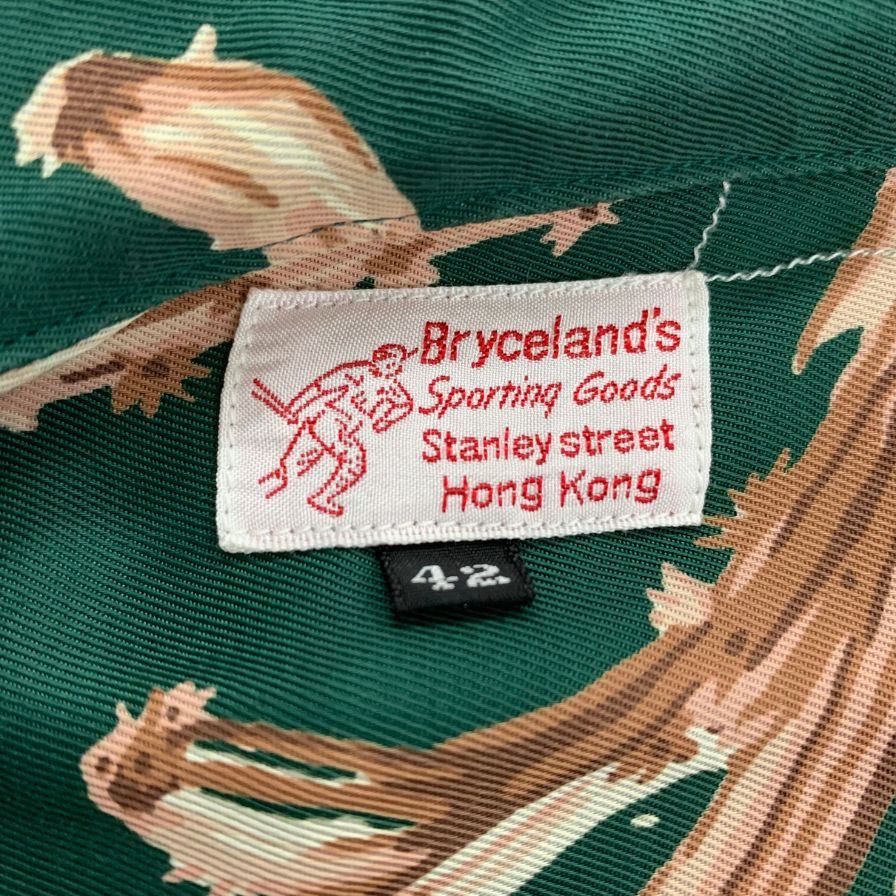 Bryceland's
Sporting Goods
Stanley street
Hong Kong
42